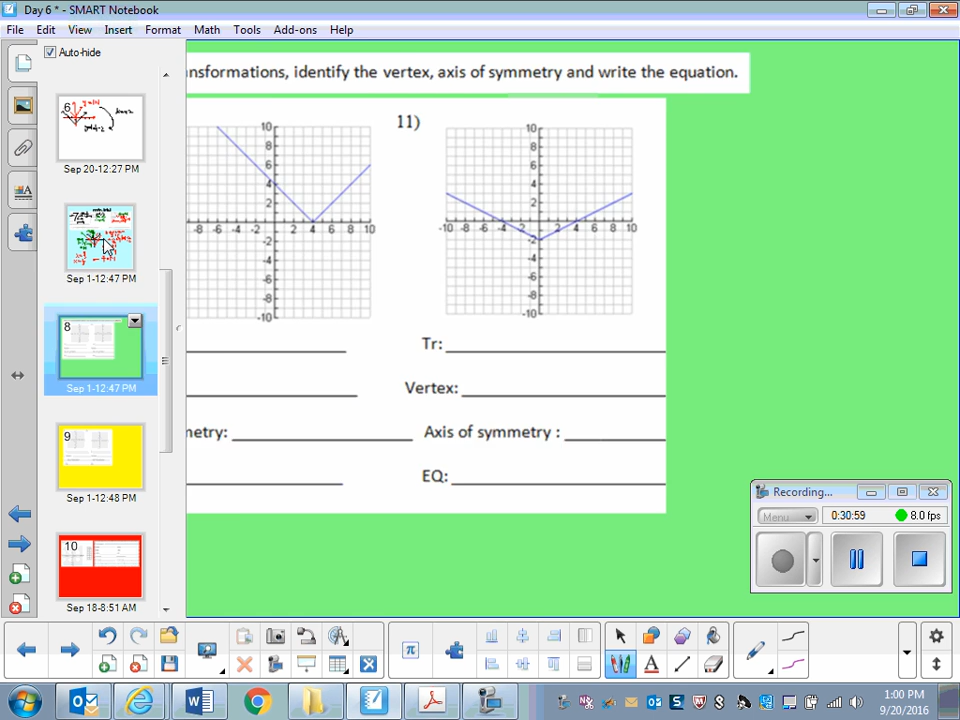 Day 6 * - SMART Notebook
File Edit View Insert Format Math Tools Add-ons Help
Auto-hide
6
Sep 20-12:27 PM
Sep 1-12:47 PM
8
Sep 1-12:47 PM
9
Sep 1-12:48 PM
10
Sep 18-8:51 AM
nsformations, identify the vertex, axis of symmetry and write the equation.
10
8
6
4
2
-8 -6 -4 -2 2 4 6 8 10
-2
-4
-6
-8
-10
metry:
11)
10
8
6
4
2
-10 -8 -6 -4 -2 2 4 6 8 10
-2
-4
-6
-8
-10
Tr:
Vertex:
Axis of symmetry :
EQ:
Recording...
Menu
0:30:59
8.0 fps
π
A
1:00 PM
9/20/2016